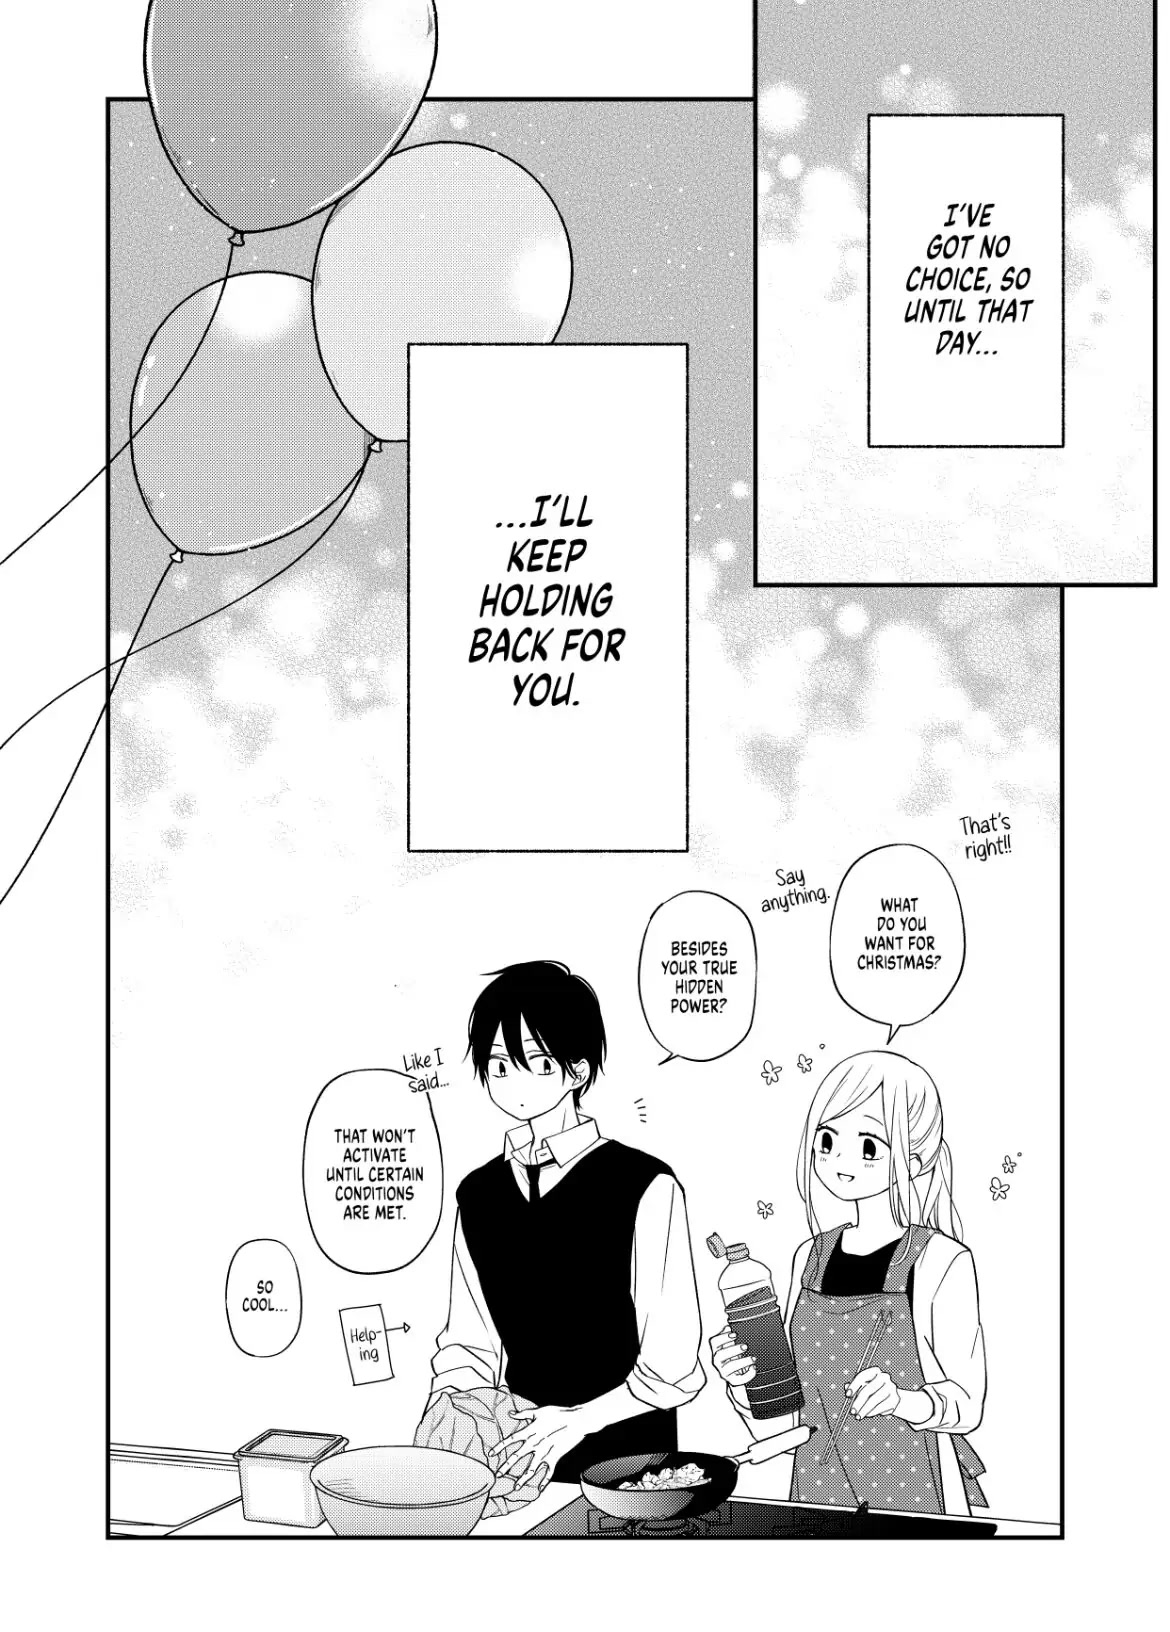 I'VE
GOT NO
CHOICE, SO
UNTIL THAT
DAY...
...I'LL
KEEP
HOLDING
BACK FOR
YOU.
That's
right!!
WHAT
DO YOU
WANT FOR
CHRISTMAS?
Say
anything.
BESIDES
YOUR TRUE
HIDDEN
POWER?
Like I
said...
THAT WON'T
ACTIVATE
UNTIL CERTAIN
CONDITIONS
ARE MET.
SO
COOL...
Help-
ing